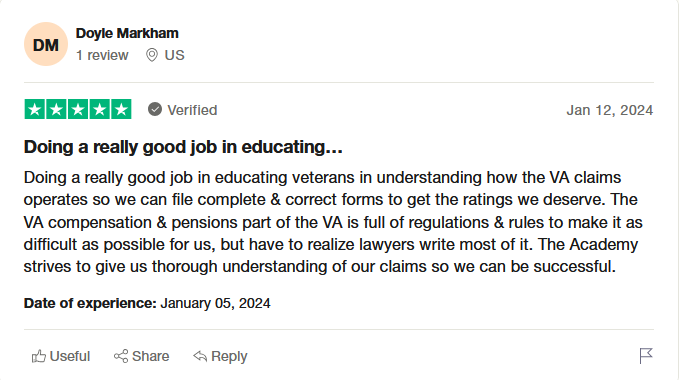 DM
Doyle Markham
1 review US
Verified Jan 12, 2024
Doing a really good job in educating…
Doing a really good job in educating veterans in understanding how the VA claims
operates so we can file complete & correct forms to get the ratings we deserve. The
VA compensation & pensions part of the VA is full of regulations & rules to make it as
difficult as possible for us, but have to realize lawyers write most of it. The Academy
strives to give us thorough understanding of our claims so we can be successful.
Date of experience: January 05, 2024
Useful Share Reply